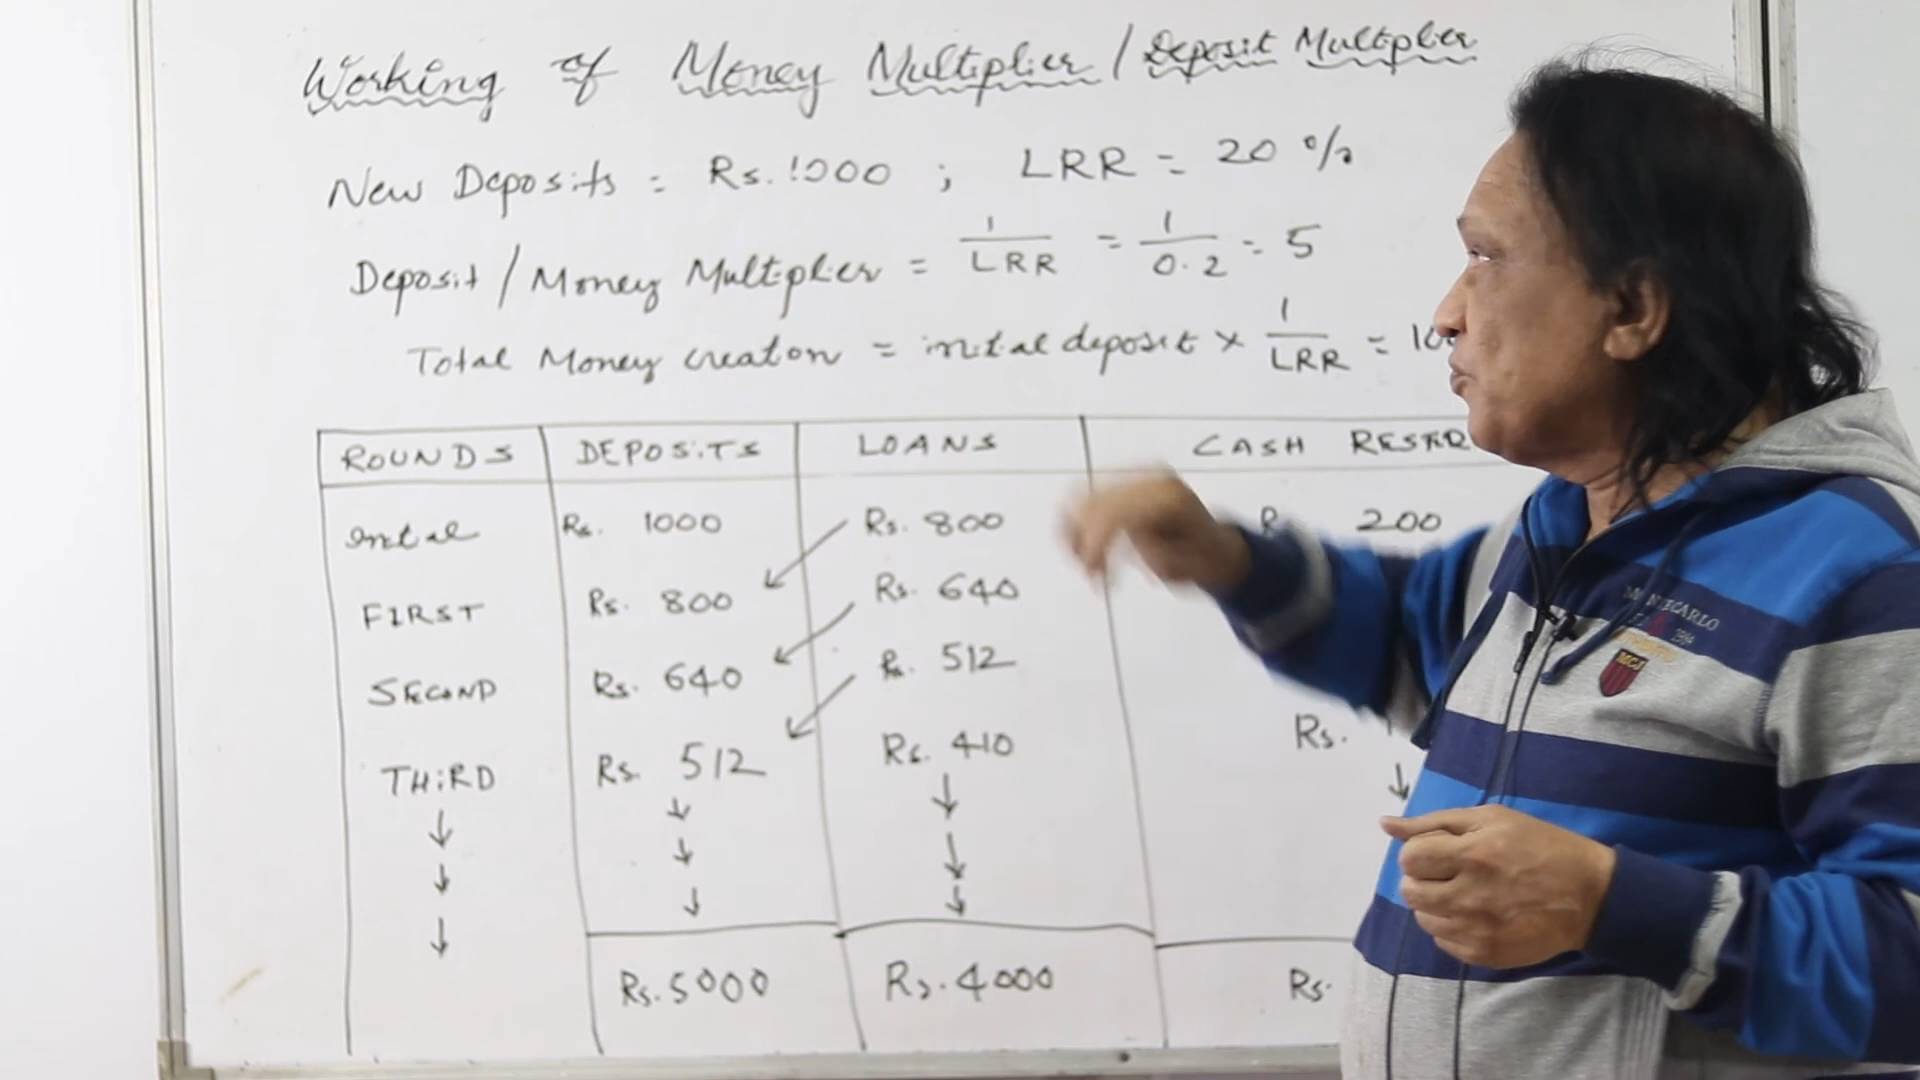 Working of Money Multiplier / Deposit Multiplier
New Deposits = Rs. 1000 ; LRR = 20 %
Deposit / Money Multiplier = 1/LRR = 1/0.2 = 5
Total Money creation = initial deposit × 1/LRR =
ROUNDS DEPOSITS LOANS CASH
Initial Rs. 1000 Rs. 800 200
FIRST Rs. 800 Rs. 640
SECOND Rs. 640 Rs. 512
THIRD Rs. 512 Rs. 410 Rs.
Rs. 5000 Rs. 4000 Rs.
MONTECARLO
MCJ